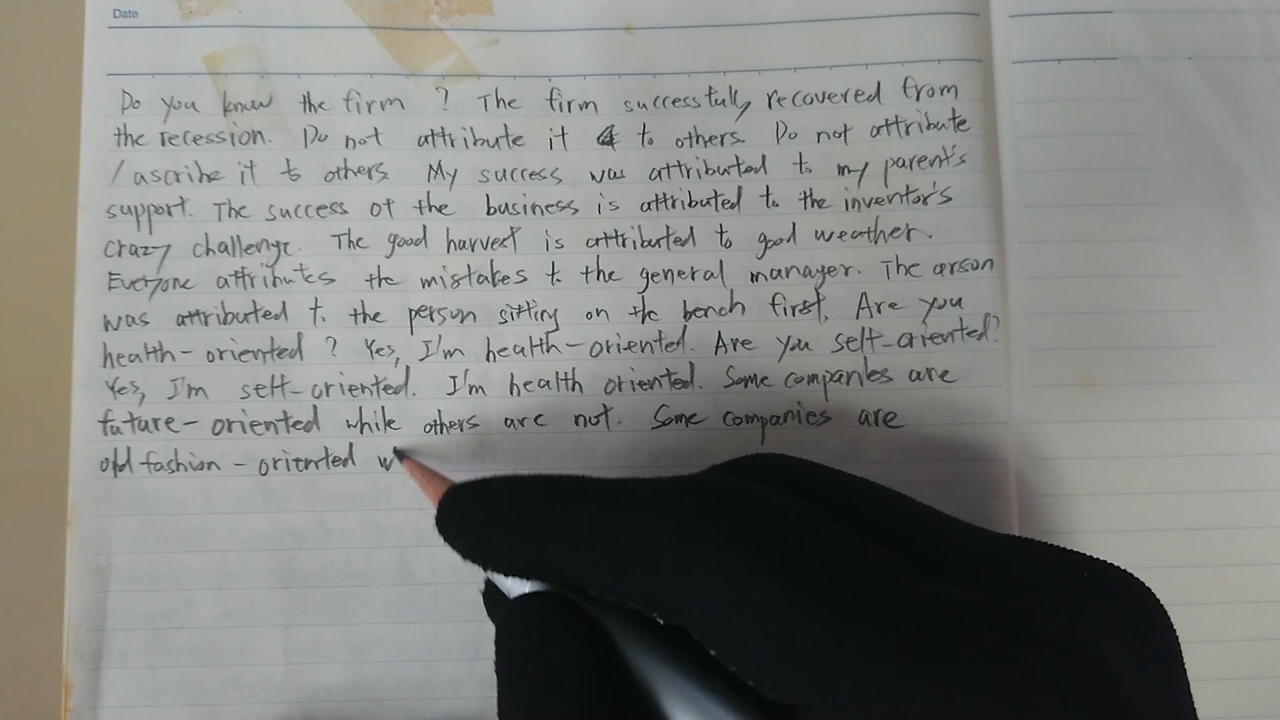 Date
Do you know the firm ? The firm successfully recovered from
the recession. Do not attribute it to others. Do not attribute
/ ascribe it to others. My success was attributed to my parent's
support. The success of the business is attributed to the inventor's
crazy challenge. The good harvest is attributed to good weather.
Everyone attributes the mistakes to the general manager. The arson
was attributed to the person sitting on the bench first. Are you
health-oriented ? Yes, I'm health-oriented. Are you self-oriented?
Yes, I'm self-oriented. I'm health oriented. Some companies are
future-oriented while others are not. Some companies are
old fashion-oriented w